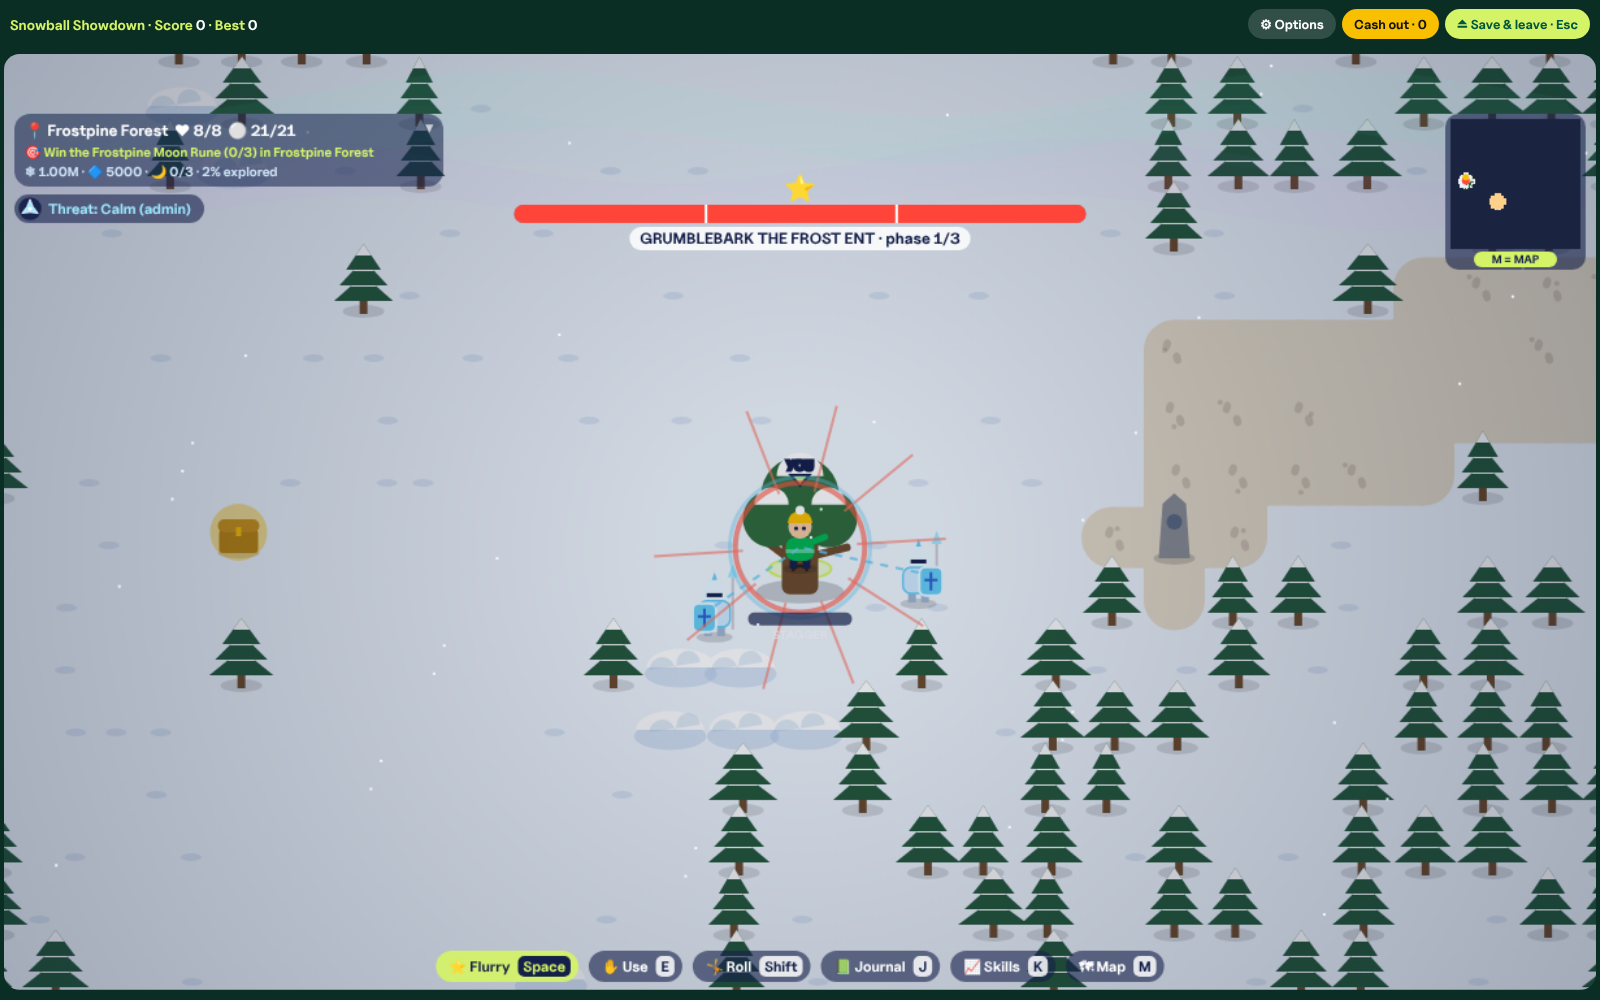 Snowball Showdown · Score 0 · Best 0
⚙ Options
Cash out · 0
⏏ Save & leave · Esc
📍 Frostpine Forest ♥ 8/8 ⚪ 21/21
▼
🎯 Win the Frostpine Moon Rune (0/3) in Frostpine Forest
❄ 1.00M · 🔷 5000 · 🌙 0/3 · 2% explored
Threat: Calm (admin)
GRUMBLEBARK THE FROST ENT · phase 1/3
M = MAP
YOU
⭐ Flurry Space
✋ Use E
🤸 Roll Shift
📗 Journal J
📈 Skills K
🗺 Map M